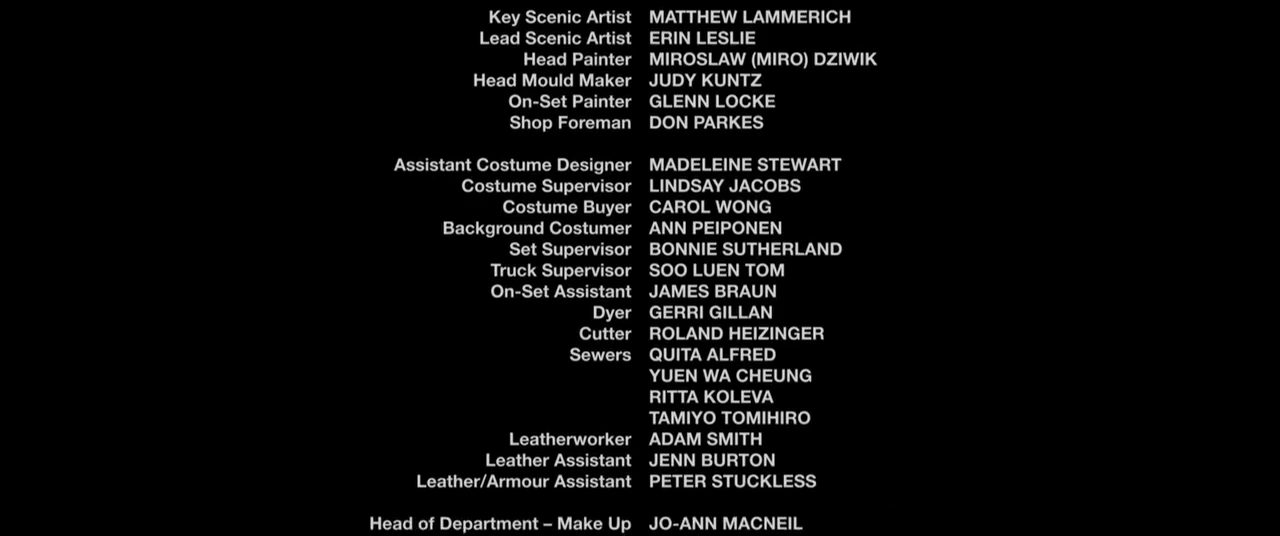 Key Scenic Artist MATTHEW LAMMERICH
Lead Scenic Artist ERIN LESLIE
Head Painter MIROSLAW (MIRO) DZIWIK
Head Mould Maker JUDY KUNTZ
On-Set Painter GLENN LOCKE
Shop Foreman DON PARKES
Assistant Costume Designer MADELEINE STEWART
Costume Supervisor LINDSAY JACOBS
Costume Buyer CAROL WONG
Background Costumer ANN PEIPONEN
Set Supervisor BONNIE SUTHERLAND
Truck Supervisor SOO LUEN TOM
On-Set Assistant JAMES BRAUN
Dyer GERRI GILLAN
Cutter ROLAND HEIZINGER
Sewers QUITA ALFRED
YUEN WA CHEUNG
RITTA KOLEVA
TAMIYO TOMIHIRO
Leatherworker ADAM SMITH
Leather Assistant JENN BURTON
Leather/Armour Assistant PETER STUCKLESS
Head of Department – Make Up JO-ANN MACNEIL